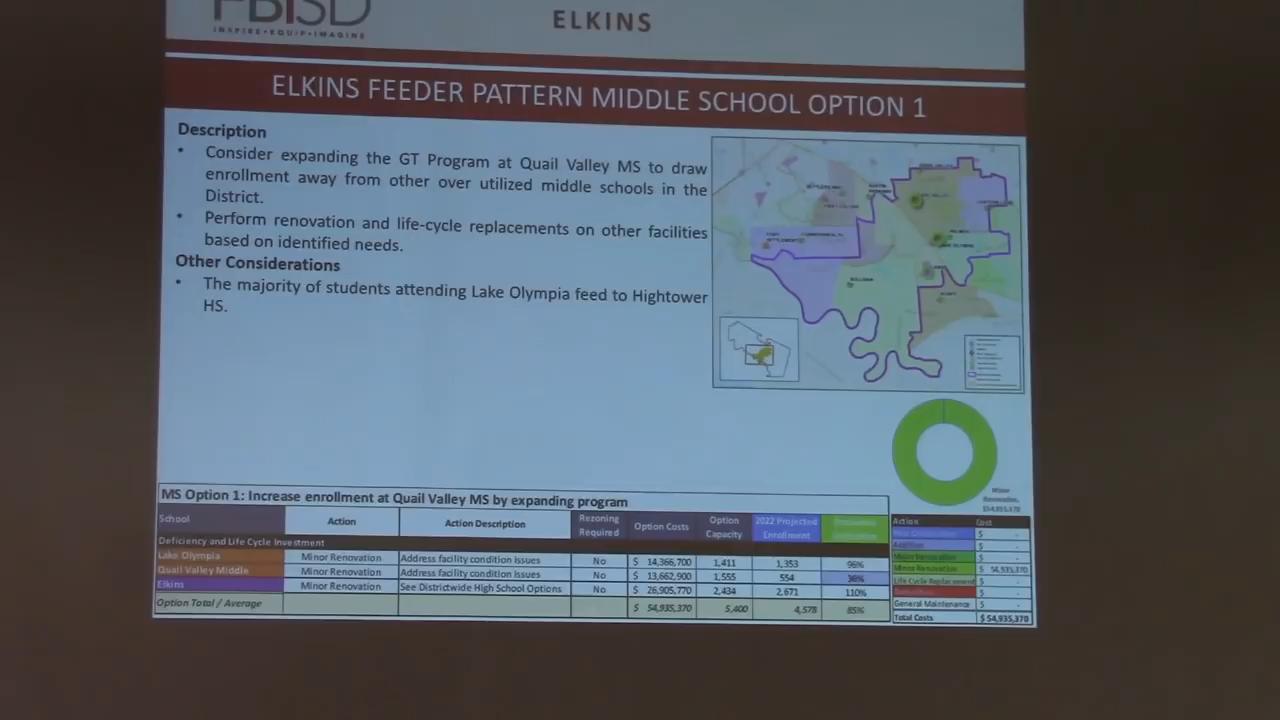 FBISD
INSPIRE•EQUIP•IMAGINE
ELKINS
ELKINS FEEDER PATTERN MIDDLE SCHOOL OPTION 1
Description
• Consider expanding the GT Program at Quail Valley MS to draw
enrollment away from other over utilized middle schools in the
District.
• Perform renovation and life-cycle replacements on other facilities
based on identified needs.
Other Considerations
• The majority of students attending Lake Olympia feed to Hightower
HS.
Minor
Renovation,
$54,935,370
MS Option 1: Increase enrollment at Quail Valley MS by expanding program
School Action Action Description Rezoning Required Option Costs Option Capacity 2022 Projected Enrollment
Deficiency and Life Cycle Investment
Lake Olympia Minor Renovation Address facility condition issues No $ 14,366,700 1,411 1,353 96%
Quail Valley Middle Minor Renovation Address facility condition issues No $ 13,662,900 1,555 554 36%
Elkins Minor Renovation See Districtwide High School Options No $ 26,905,770 2,434 2,671 110%
Option Total / Average $ 54,935,370 5,400 4,578 85%
Action Cost
$ -
Addition $ -
Major Renovation $ -
Minor Renovation $ 54,935,370
Life Cycle Replacement $ -
$ -
General Maintenance $ -
Total Costs $ 54,935,370